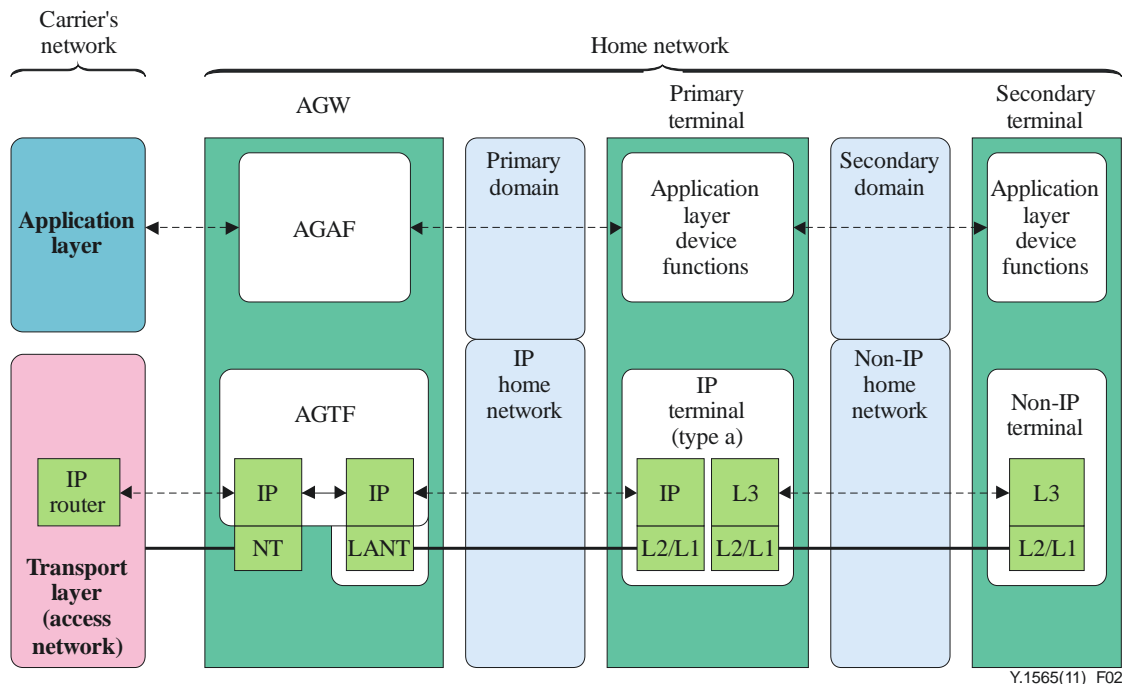 Carrier's
network
Home network
AGW
Primary
terminal
Secondary
terminal
Application
layer
AGAF
Primary
domain
Application
layer
device
functions
Secondary
domain
Application
layer
device
functions
AGTF
IP
home
network
IP
terminal
(type a)
Non-IP
home
network
Non-IP
terminal
IP
router
IP
IP
IP
L3
L3
NT
LANT
L2/L1
L2/L1
L2/L1
Transport
layer
(access
network)
Y.1565(11)_F02